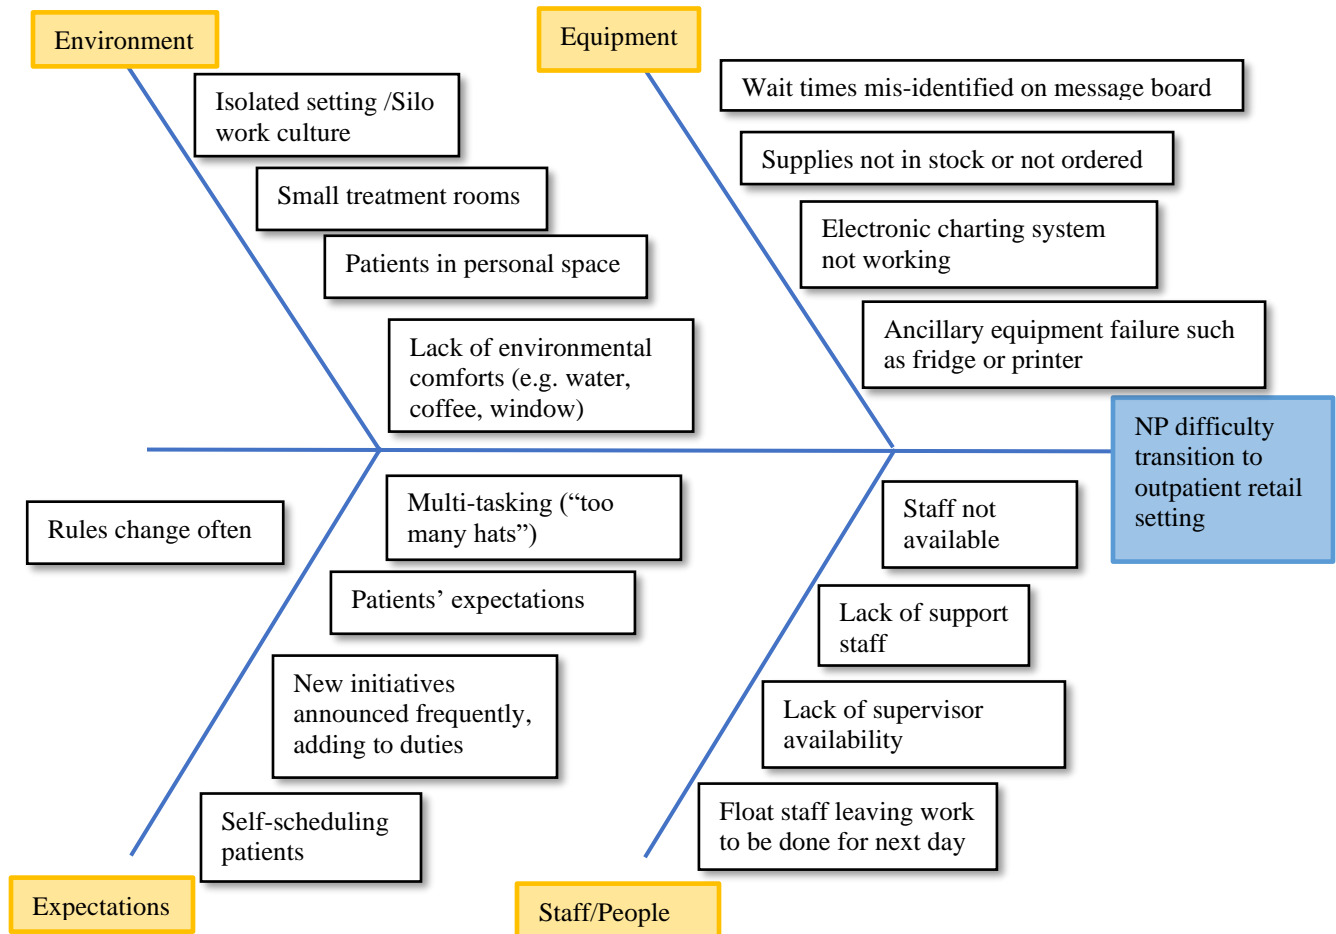 Environment
Isolated setting /Silo
work culture
Small treatment rooms
Patients in personal space
Lack of environmental
comforts (e.g. water,
coffee, window)
Equipment
Wait times mis-identified on message board
Supplies not in stock or not ordered
Electronic charting system
not working
Ancillary equipment failure such
as fridge or printer
NP difficulty
transition to
outpatient retail
setting
Rules change often
Multi-tasking (“too
many hats”)
Patients’ expectations
New initiatives
announced frequently,
adding to duties
Self-scheduling
patients
Expectations
Staff not
available
Lack of support
staff
Lack of supervisor
availability
Float staff leaving work
to be done for next day
Staff/People